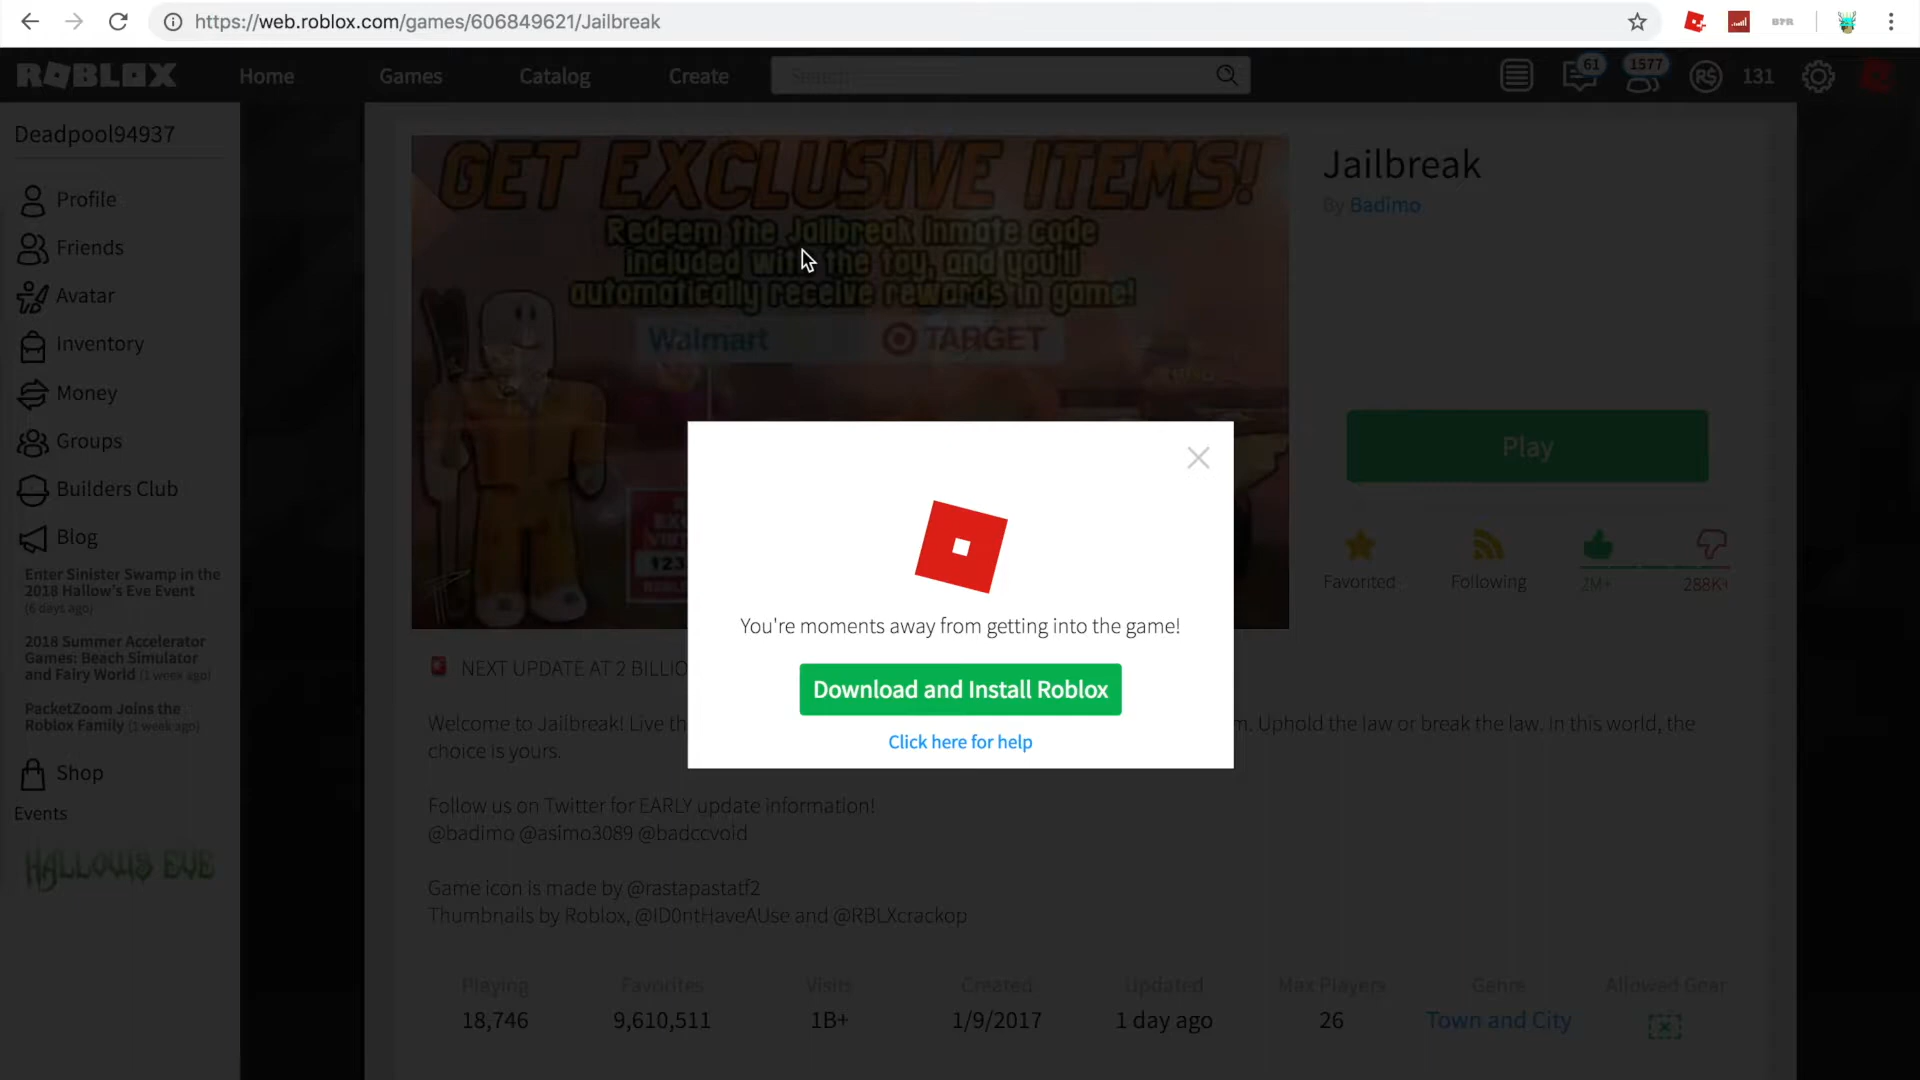 https://web.roblox.com/games/606849621/Jailbreak
BPR
ROBLOX
Home
Games
Catalog
Create
Search
61
1577
R$
131
Deadpool94937
Profile
Friends
Avatar
Inventory
Money
Groups
Builders Club
Blog
Enter Sinister Swamp in the
2018 Hallow's Eve Event
(6 days ago)
2018 Summer Accelerator
Games: Beach Simulator
and Fairy World (1 week ago)
PacketZoom Joins the
Roblox Family (1 week ago)
Shop
Events
HALLOWS EVE
GET EXCLUSIVE ITEMS!
Redeem the Jailbreak Inmate code
included with the toy, and you'll
automatically receive rewards in game!
Walmart
TARGET
123
Jailbreak
By Badimo
Play
Favorited
Following
2M+
288K+
You're moments away from getting into the game!
Download and Install Roblox
Click here for help
NEXT UPDATE AT 2 BILLIO
Welcome to Jailbreak! Live th
m. Uphold the law or break the law. In this world, the
choice is yours.
Follow us on Twitter for EARLY update information!
@badimo @asimo3089 @badccvoid
Game icon is made by @rastapastatf2
Thumbnails by Roblox, @ID0ntHaveAUse and @RBLXcrackop
Playing
Favorites
Visits
Created
Updated
Max Players
Genre
Allowed Gear
18,746
9,610,511
1B+
1/9/2017
1 day ago
26
Town and City